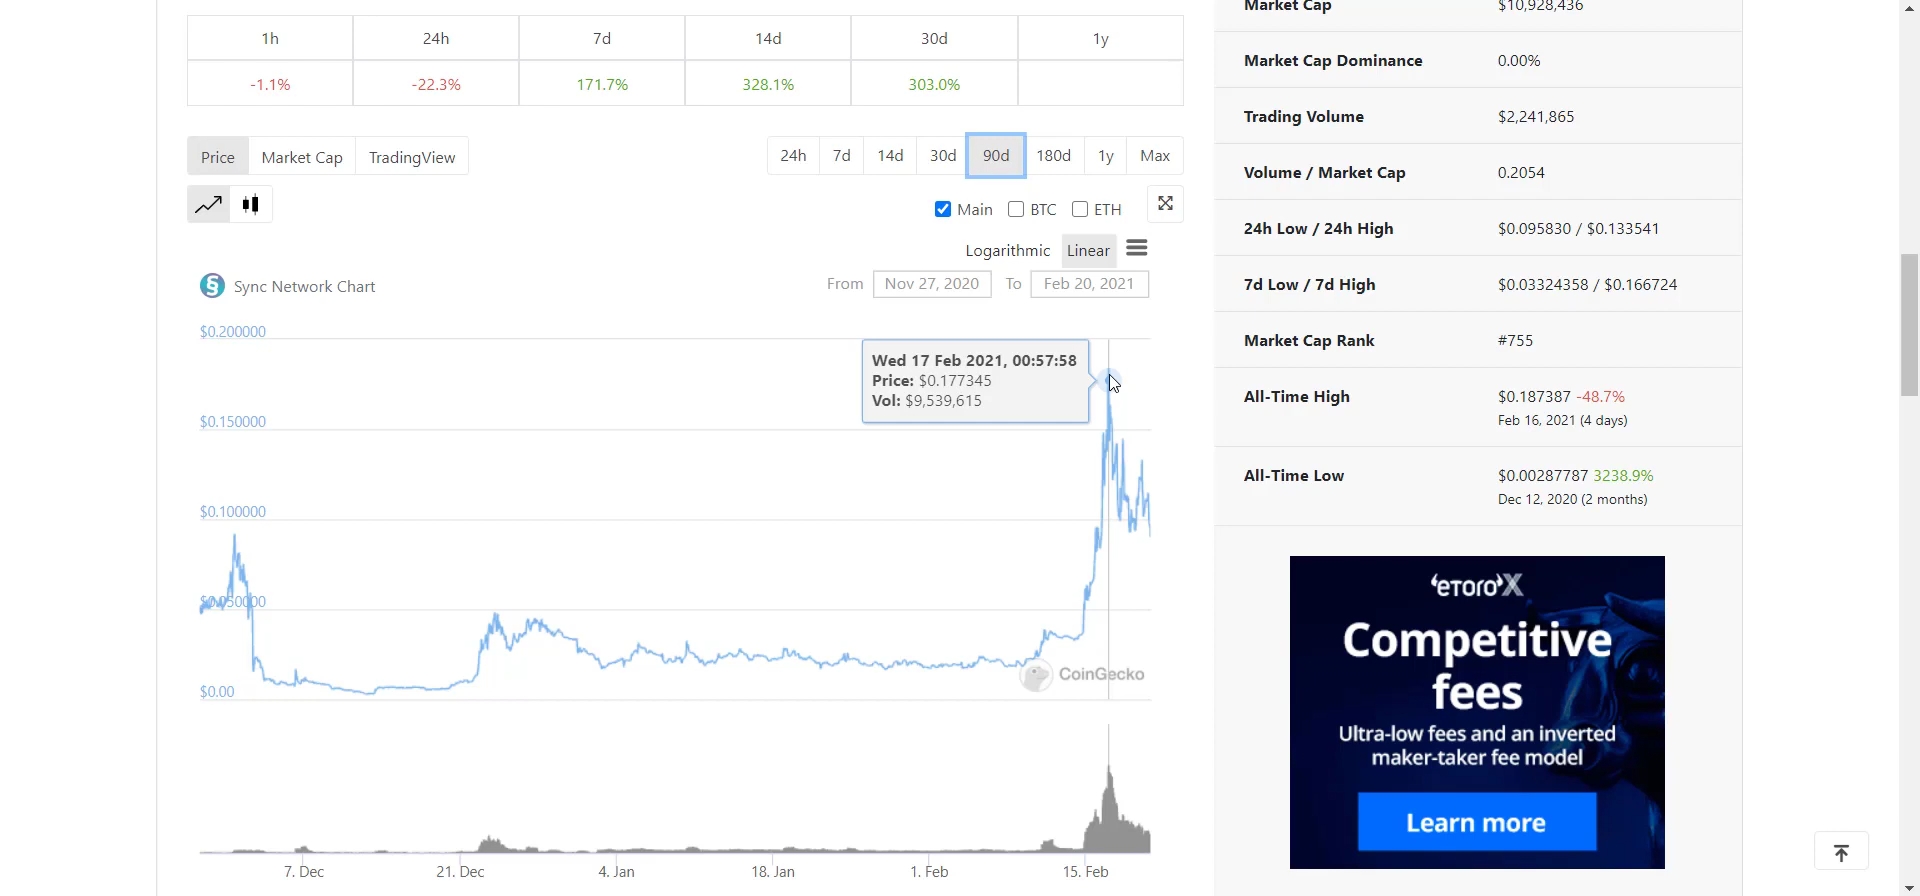 1h 24h 7d 14d 30d 1y
-1.1% -22.3% 171.7% 328.1% 303.0%
Price Market Cap TradingView
24h 7d 14d 30d 90d 180d 1y Max
Main BTC ETH
Logarithmic Linear
Sync Network Chart
From Nov 27, 2020 To Feb 20, 2021
$0.200000
Wed 17 Feb 2021, 00:57:58
Price: $0.177345
Vol: $9,539,615
$0.150000
$0.100000
$0.050000
$0.00
CoinGecko
7. Dec 21. Dec 4. Jan 18. Jan 1. Feb 15. Feb
Market Cap $10,928,436
Market Cap Dominance 0.00%
Trading Volume $2,241,865
Volume / Market Cap 0.2054
24h Low / 24h High $0.095830 / $0.133541
7d Low / 7d High $0.03324358 / $0.166724
Market Cap Rank #755
All-Time High $0.187387 -48.7%
Feb 16, 2021 (4 days)
All-Time Low $0.00287787 3238.9%
Dec 12, 2020 (2 months)
eToroX
Competitive
fees
Ultra-low fees and an inverted
maker-taker fee model
Learn more